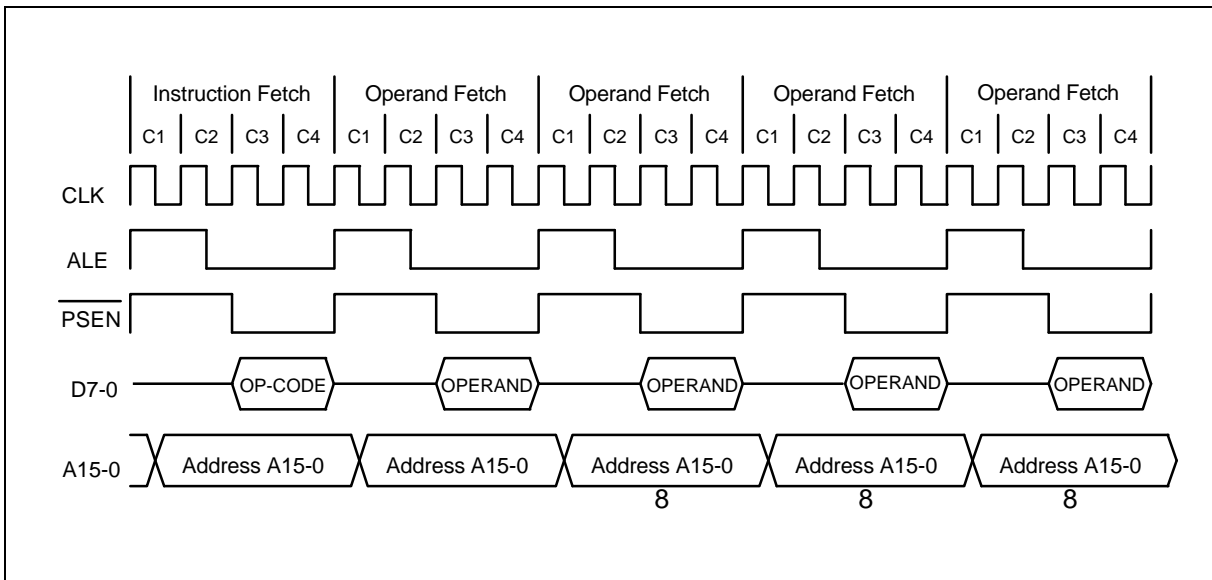 Instruction Fetch Operand Fetch Operand Fetch Operand Fetch Operand Fetch
C1 C2 C3 C4 C1 C2 C3 C4 C1 C2 C3 C4 C1 C2 C3 C4 C1 C2 C3 C4
CLK
ALE
PSEN
D7-0 OP-CODE OPERAND OPERAND OPERAND OPERAND
A15-0 Address A15-0 Address A15-0 Address A15-0 Address A15-0 Address A15-0
8 8 8